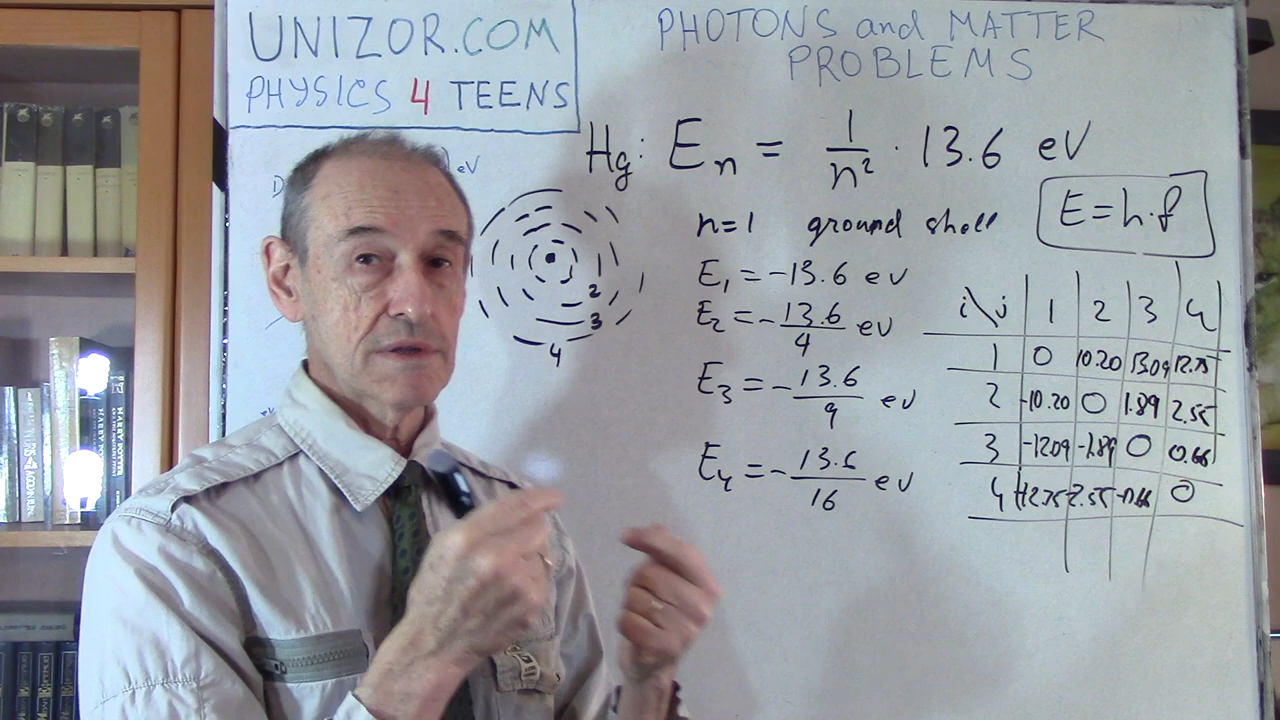 UNIZOR.COM
PHYSICS 4 TEENS
PHOTONS and MATTER
PROBLEMS
eV
D
2
3
4
Hg: Eₙ = 1/n² · 13.6 eV
n=1 ground shell
E = h·f
E₁ = -13.6 eV
E₂ = -13.6/4 eV
E₃ = -13.6/9 eV
E₄ = -13.6/16 eV
i\j 1 2 3 4
1 0 10.20 13.09 12.75
2 -10.20 0 1.89 2.55
3 -12.09 -1.89 0 0.66
4 -12.75 -2.55 -0.66 0
HARRY POTTER